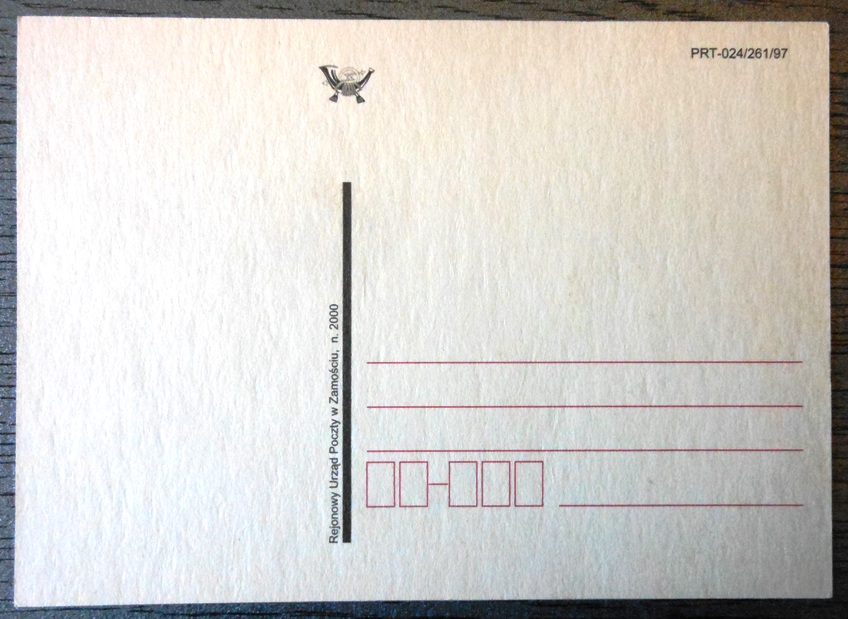 PRT-024/261/97
Rejonowy Urząd Poczty w Zamościu, n. 2000